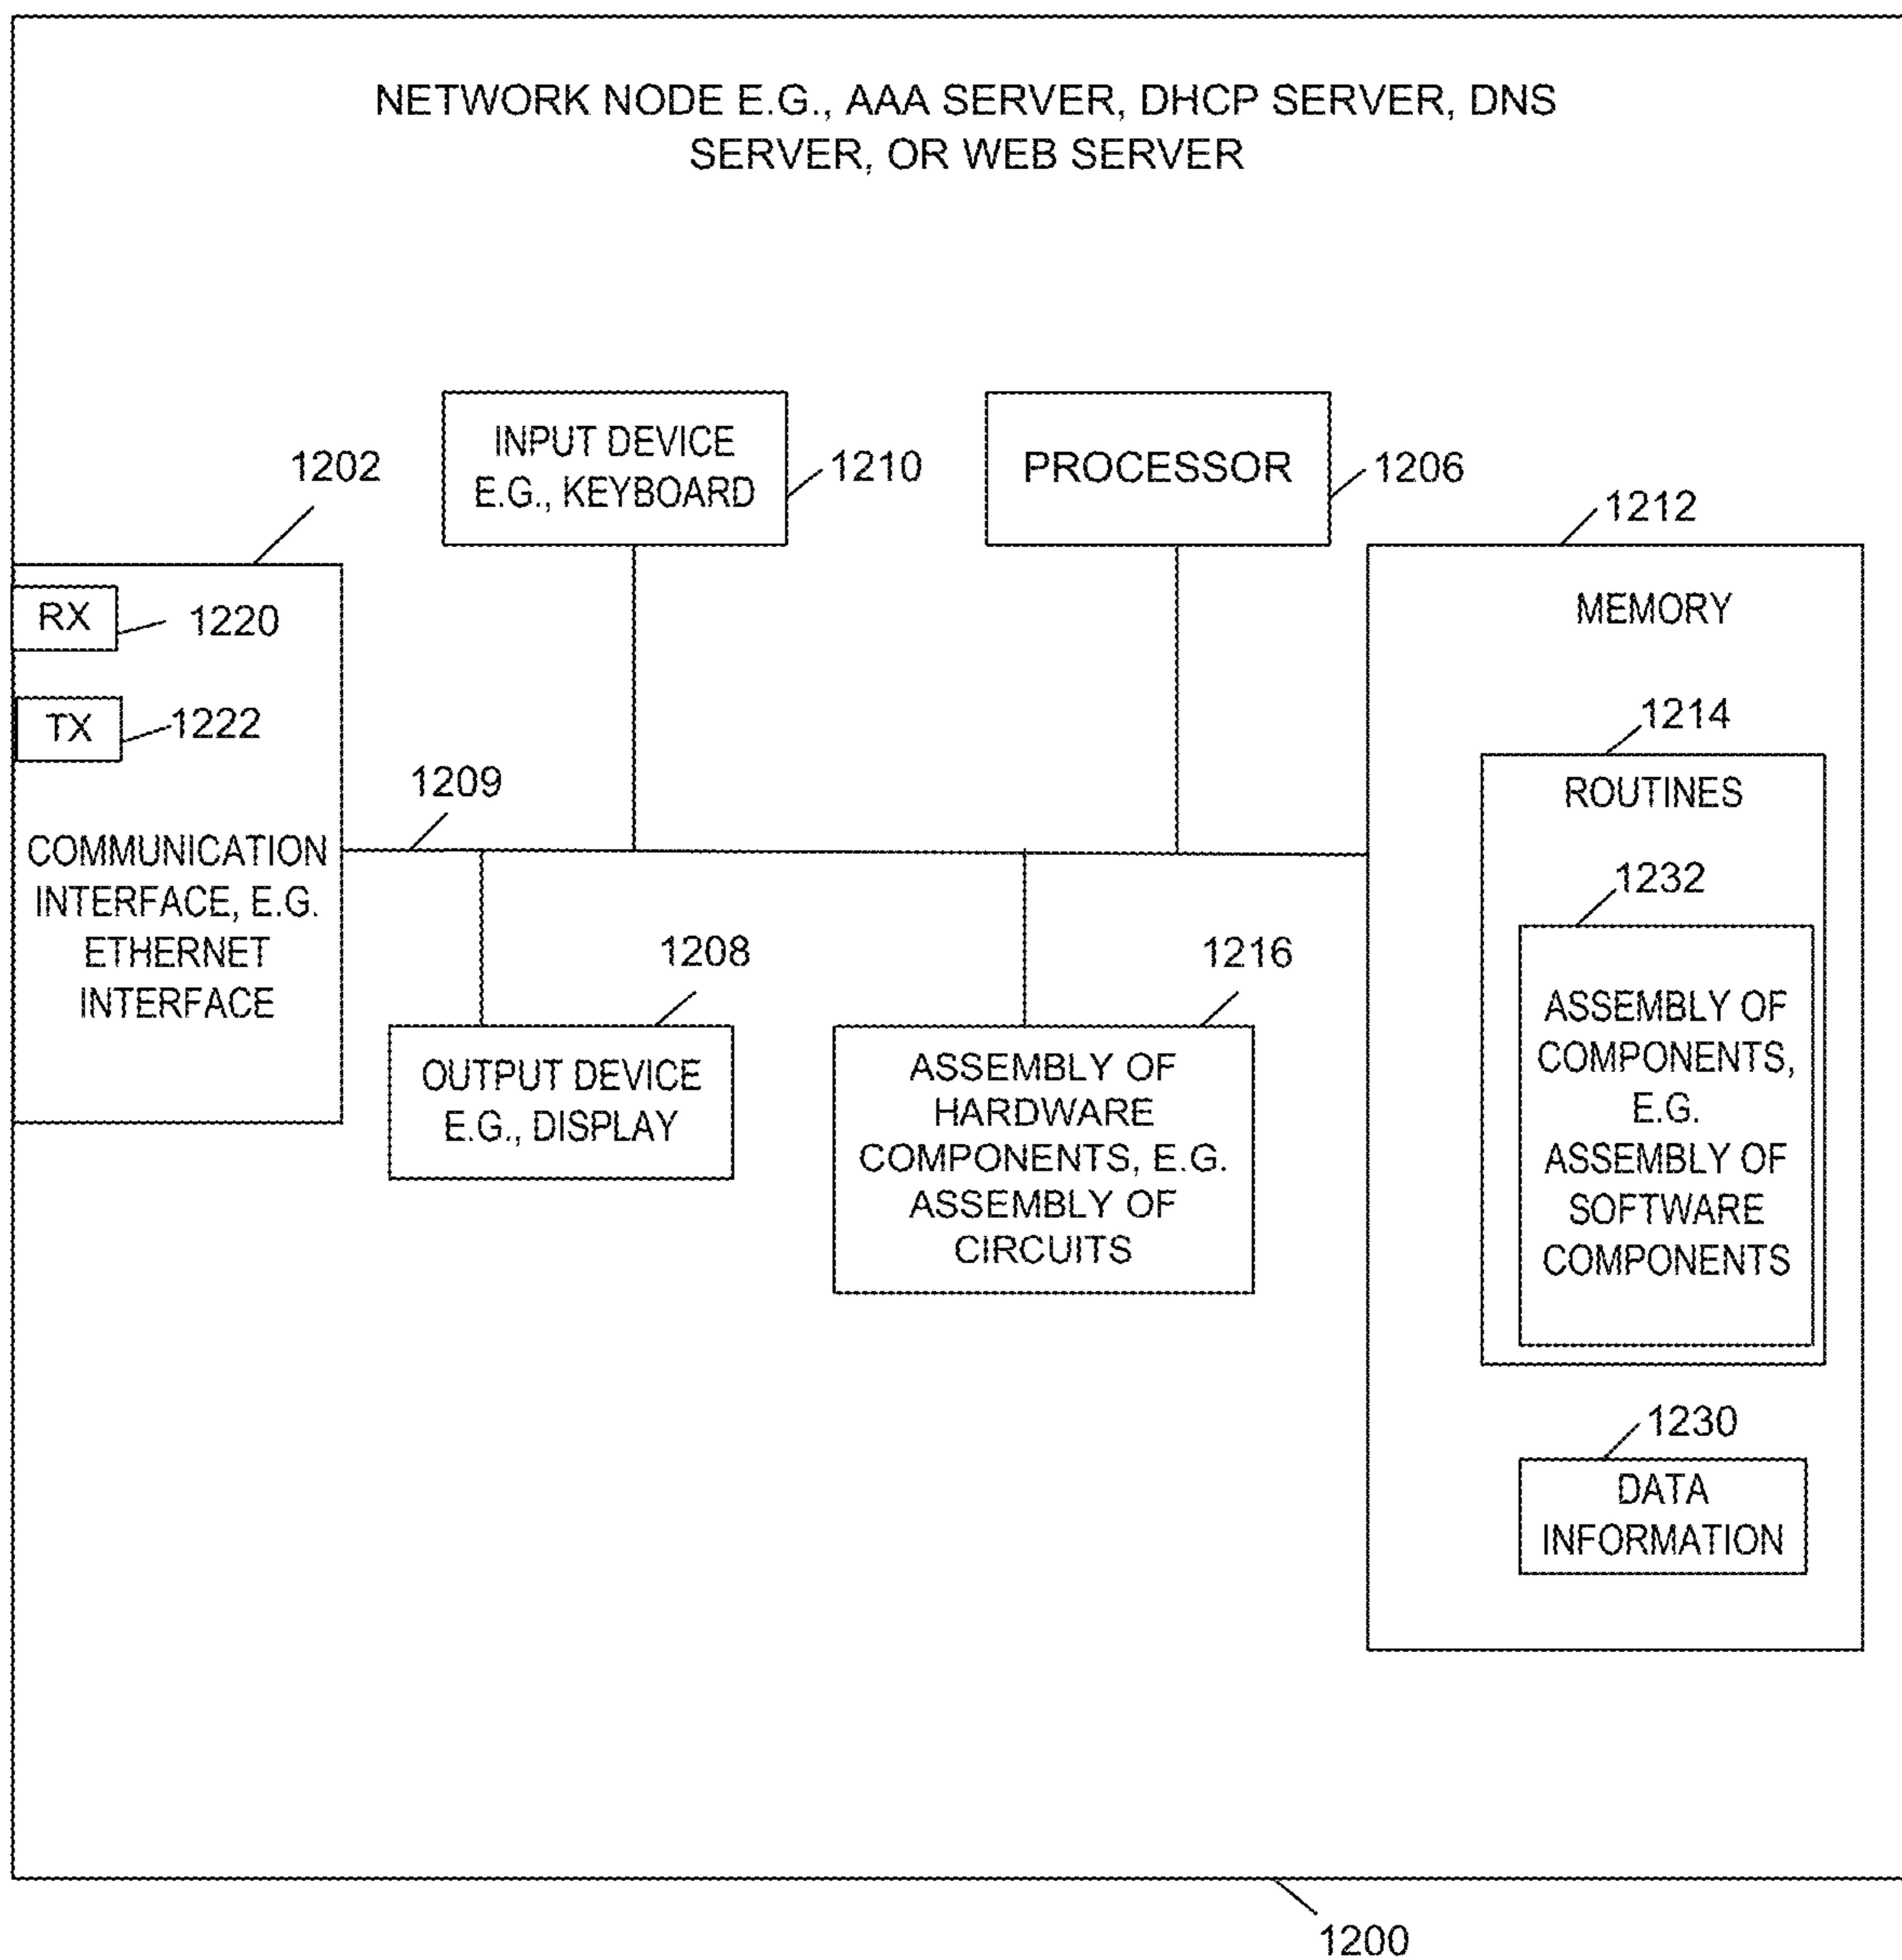 NETWORK NODE E.G., AAA SERVER, DHCP SERVER, DNS
SERVER, OR WEB SERVER
1202
INPUT DEVICE
E.G., KEYBOARD
1210
PROCESSOR
1206
1212
RX
1220
TX
1222
COMMUNICATION
INTERFACE, E.G.
ETHERNET
INTERFACE
1209
1208
OUTPUT DEVICE
E.G., DISPLAY
1216
ASSEMBLY OF
HARDWARE
COMPONENTS, E.G.
ASSEMBLY OF
CIRCUITS
MEMORY
1214
ROUTINES
1232
ASSEMBLY OF
COMPONENTS,
E.G.
ASSEMBLY OF
SOFTWARE
COMPONENTS
1230
DATA
INFORMATION
1200